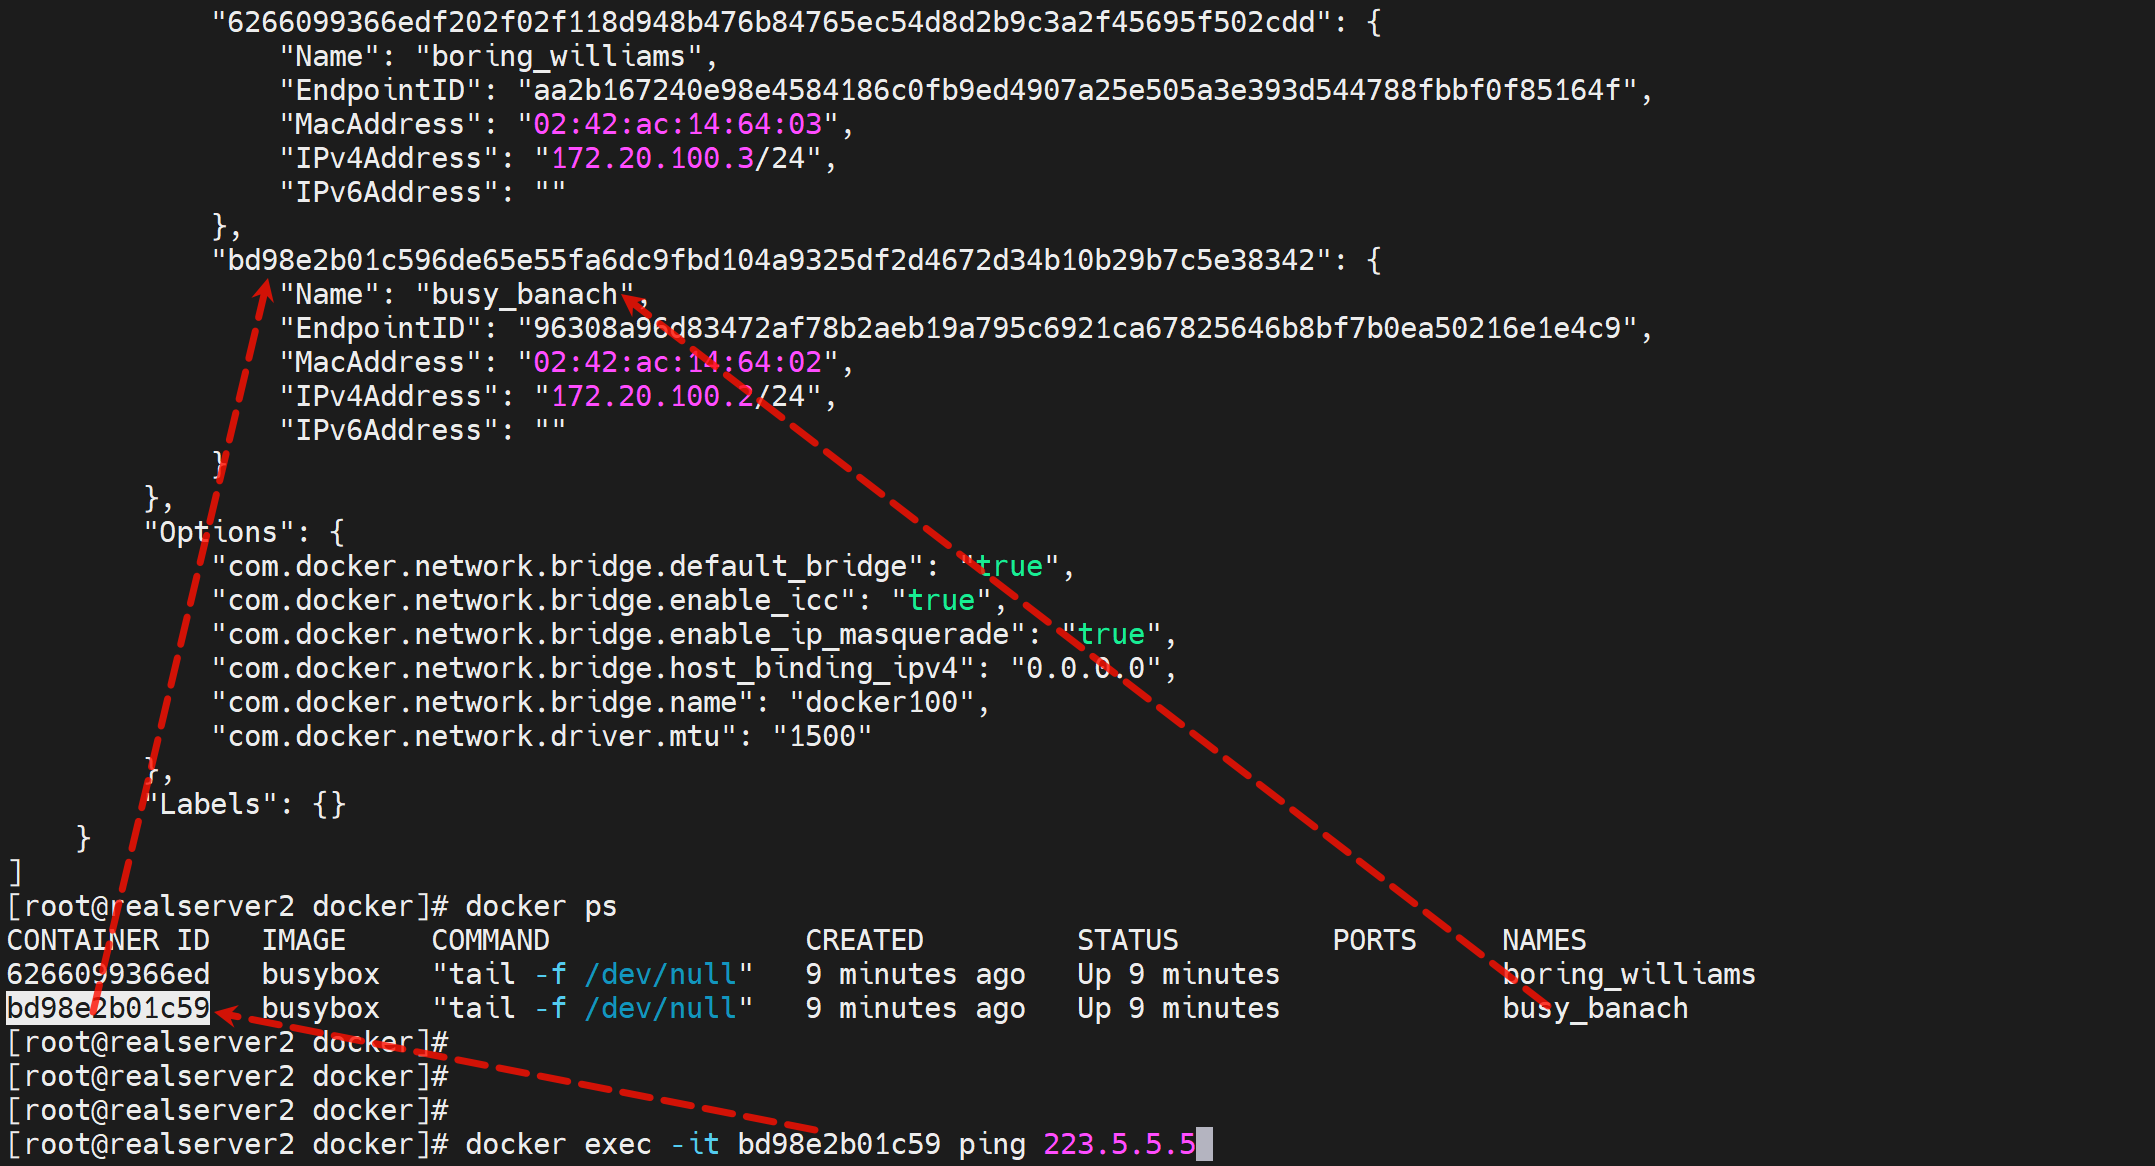 "6266099366edf202f02f118d948b476b84765ec54d8d2b9c3a2f45695f502cdd": {
"Name": "boring_williams",
"EndpointID": "aa2b167240e98e4584186c0fb9ed4907a25e505a3e393d544788fbbf0f85164f",
"MacAddress": "02:42:ac:14:64:03",
"IPv4Address": "172.20.100.3/24",
"IPv6Address": ""
},
"bd98e2b01c596de65e55fa6dc9fbd104a9325df2d4672d34b10b29b7c5e38342": {
"Name": "busy_banach",
"EndpointID": "96308a96d83472af78b2aeb19a795c6921ca67825646b8bf7b0ea50216e1e4c9",
"MacAddress": "02:42:ac:14:64:02",
"IPv4Address": "172.20.100.2/24",
"IPv6Address": ""
}
},
"Options": {
"com.docker.network.bridge.default_bridge": "true",
"com.docker.network.bridge.enable_icc": "true",
"com.docker.network.bridge.enable_ip_masquerade": "true",
"com.docker.network.bridge.host_binding_ipv4": "0.0.0.0",
"com.docker.network.bridge.name": "docker100",
"com.docker.network.driver.mtu": "1500"
},
"Labels": {}
}
]
[root@realserver2 docker]# docker ps
CONTAINER ID   IMAGE     COMMAND               CREATED         STATUS         PORTS     NAMES
6266099366ed   busybox   "tail -f /dev/null"   9 minutes ago   Up 9 minutes             boring_williams
bd98e2b01c59   busybox   "tail -f /dev/null"   9 minutes ago   Up 9 minutes             busy_banach
[root@realserver2 docker]#
[root@realserver2 docker]#
[root@realserver2 docker]#
[root@realserver2 docker]# docker exec -it bd98e2b01c59 ping 223.5.5.5